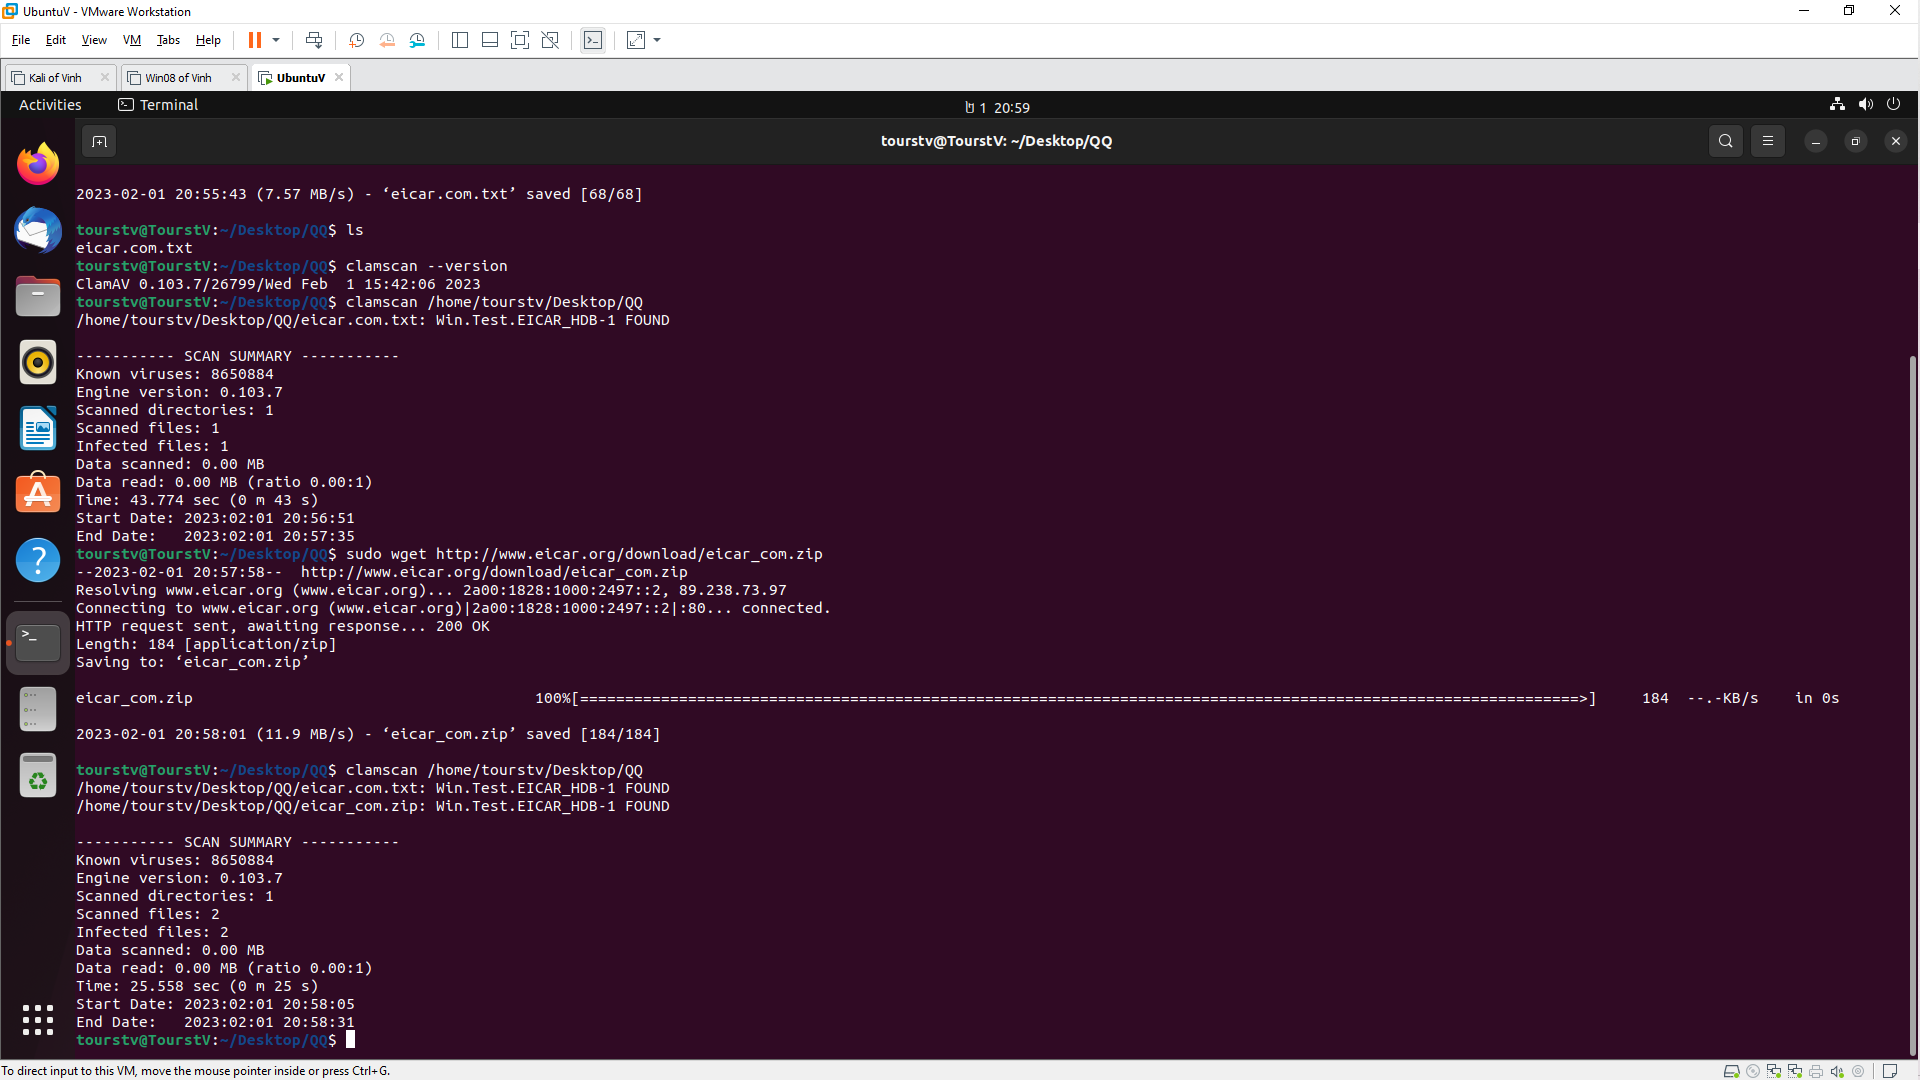 UbuntuV - VMware Workstation
File Edit View VM Tabs Help
Kali of Vinh Win08 of Vinh UbuntuV
Activities Terminal 1 20:59
tourstv@TourstV: ~/Desktop/QQ
2023-02-01 20:55:43 (7.57 MB/s) - ‘eicar.com.txt’ saved [68/68]
tourstv@TourstV:~/Desktop/QQ$ ls
eicar.com.txt
tourstv@TourstV:~/Desktop/QQ$ clamscan --version
ClamAV 0.103.7/26799/Wed Feb  1 15:42:06 2023
tourstv@TourstV:~/Desktop/QQ$ clamscan /home/tourstv/Desktop/QQ
/home/tourstv/Desktop/QQ/eicar.com.txt: Win.Test.EICAR_HDB-1 FOUND
----------- SCAN SUMMARY -----------
Known viruses: 8650884
Engine version: 0.103.7
Scanned directories: 1
Scanned files: 1
Infected files: 1
Data scanned: 0.00 MB
Data read: 0.00 MB (ratio 0.00:1)
Time: 43.774 sec (0 m 43 s)
Start Date: 2023:02:01 20:56:51
End Date:   2023:02:01 20:57:35
tourstv@TourstV:~/Desktop/QQ$ sudo wget http://www.eicar.org/download/eicar_com.zip
--2023-02-01 20:57:58--  http://www.eicar.org/download/eicar_com.zip
Resolving www.eicar.org (www.eicar.org)... 2a00:1828:1000:2497::2, 89.238.73.97
Connecting to www.eicar.org (www.eicar.org)|2a00:1828:1000:2497::2|:80... connected.
HTTP request sent, awaiting response... 200 OK
Length: 184 [application/zip]
Saving to: ‘eicar_com.zip’
eicar_com.zip 100%[===============================================================================================================>] 184 --.-KB/s in 0s
2023-02-01 20:58:01 (11.9 MB/s) - ‘eicar_com.zip’ saved [184/184]
tourstv@TourstV:~/Desktop/QQ$ clamscan /home/tourstv/Desktop/QQ
/home/tourstv/Desktop/QQ/eicar.com.txt: Win.Test.EICAR_HDB-1 FOUND
/home/tourstv/Desktop/QQ/eicar_com.zip: Win.Test.EICAR_HDB-1 FOUND
----------- SCAN SUMMARY -----------
Known viruses: 8650884
Engine version: 0.103.7
Scanned directories: 1
Scanned files: 2
Infected files: 2
Data scanned: 0.00 MB
Data read: 0.00 MB (ratio 0.00:1)
Time: 25.558 sec (0 m 25 s)
Start Date: 2023:02:01 20:58:05
End Date:   2023:02:01 20:58:31
tourstv@TourstV:~/Desktop/QQ$
To direct input to this VM, move the mouse pointer inside or press Ctrl+G.